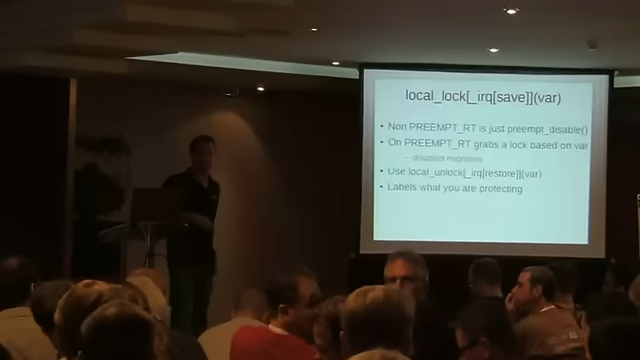 local_lock[_irq[save]](var)
• Non PREEMPT_RT is just preempt_disable()
• On PREEMPT_RT grabs a lock based on var
– disables migration
• Use local_unlock[_irq[restore]](var)
• Labels what you are protecting